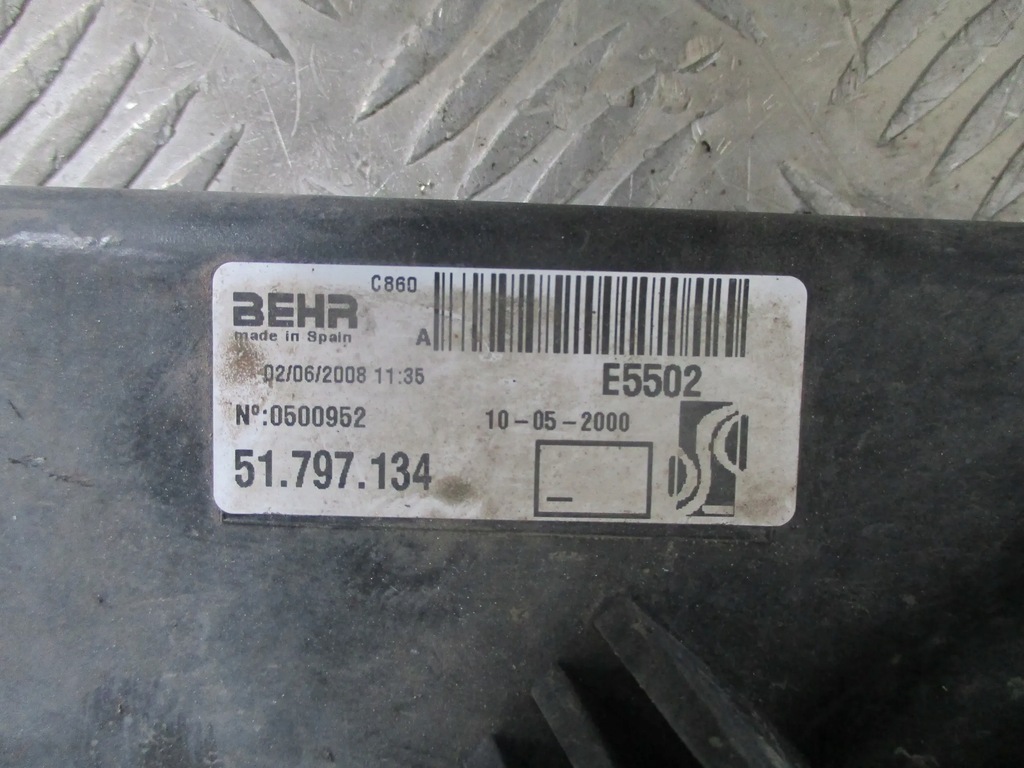 C860
BEHR
made in Spain
A
02/06/2008 11:35
E5502
Nº:0500952
10-05-2000
51.797.134